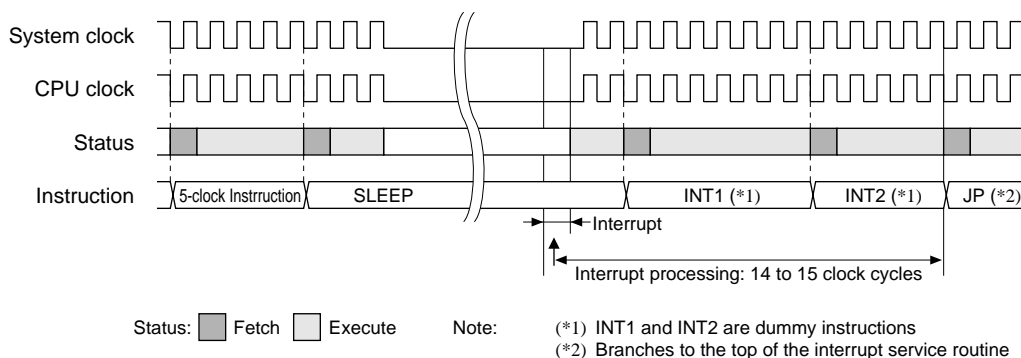 System clock
CPU clock
Status
Instruction
5-clock Instrruction
SLEEP
INT1 (*1)
INT2 (*1)
JP (*2)
Interrupt
Interrupt processing: 14 to 15 clock cycles
Status: Fetch Execute Note: (*1) INT1 and INT2 are dummy instructions
(*2) Branches to the top of the interrupt service routine